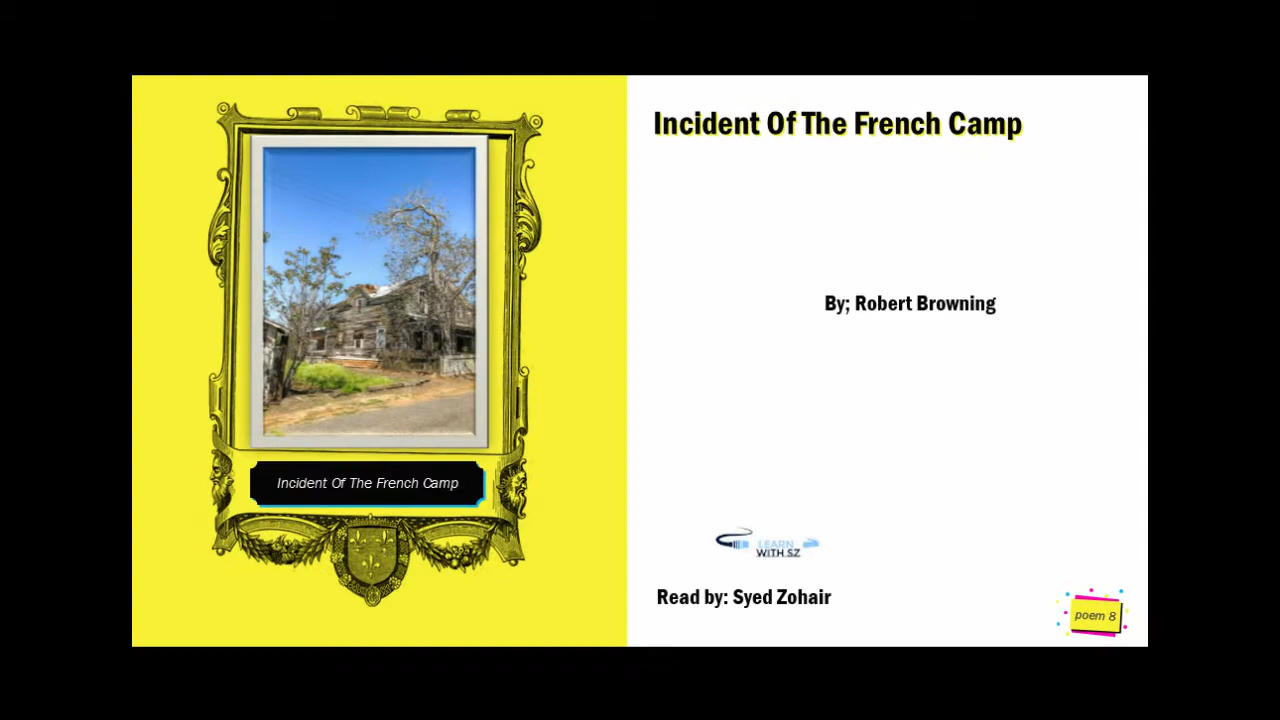 Incident Of The French Camp
By; Robert Browning
Incident Of The French Camp
LEARN
WITH SZ
Read by: Syed Zohair
poem 8